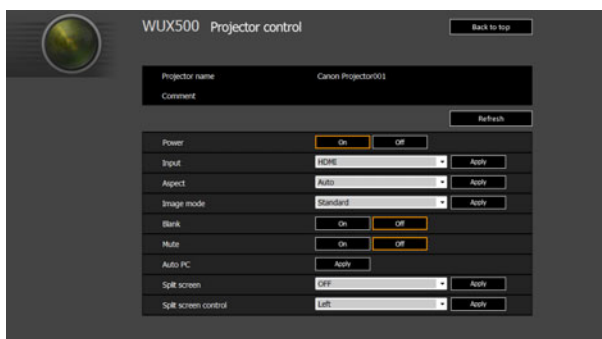 WUX500 Projector control Back to top
Projector name Canon Projector001
Comment
Refresh
Power On Off
Input HDMI Apply
Aspect Auto Apply
Image mode Standard Apply
Blank On Off
Mute On Off
Auto PC Apply
Split screen OFF Apply
Split screen control Left Apply